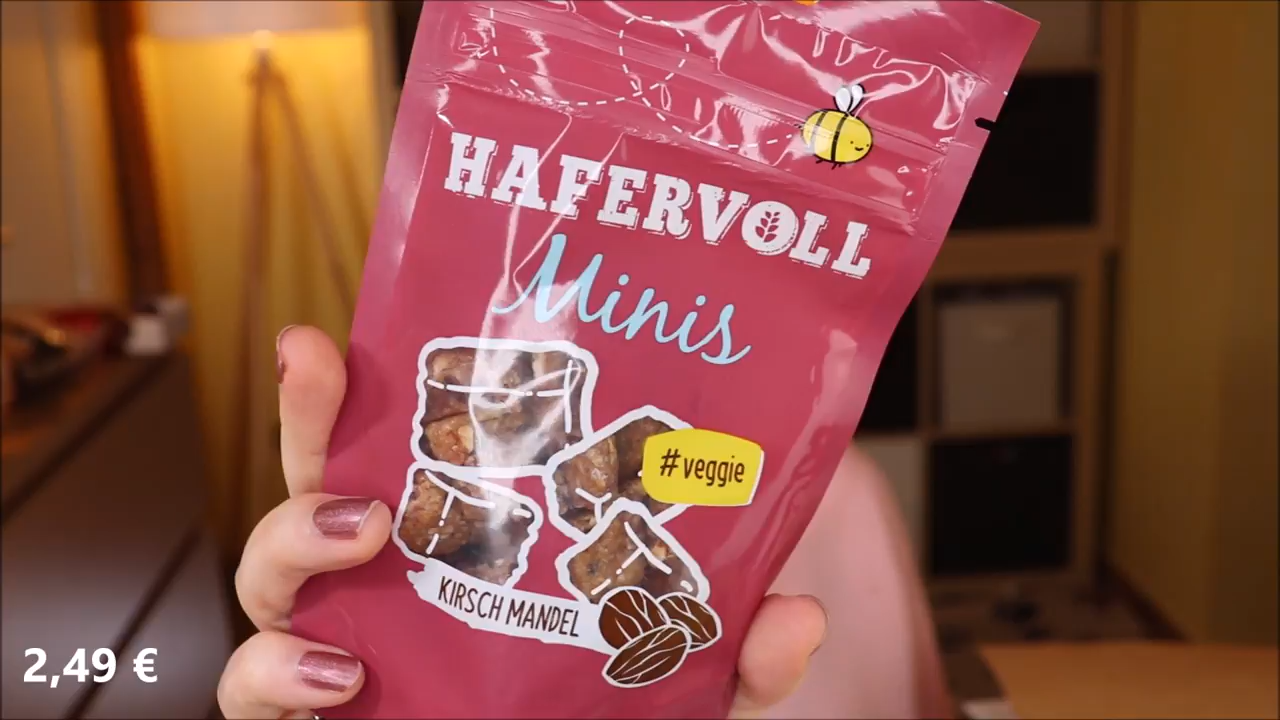 HAFERVOLL
Minis
#veggie
KIRSCH MANDEL
2,49 €